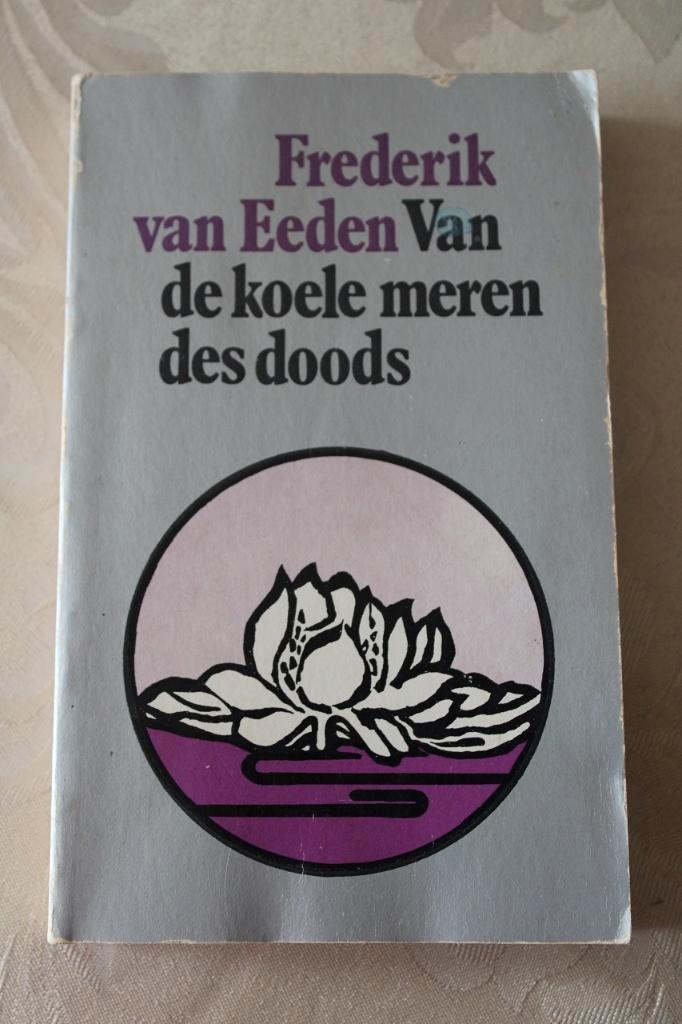 Frederik
van Eeden Van
de koele meren
des doods